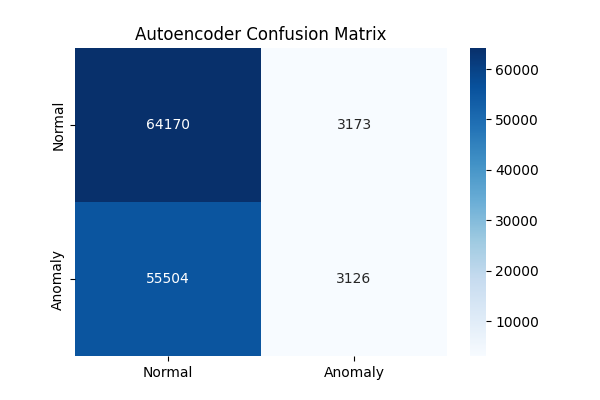 Autoencoder Confusion Matrix
Normal
64170
3173
Anomaly
55504
3126
Normal
Anomaly
60000
50000
40000
30000
20000
10000